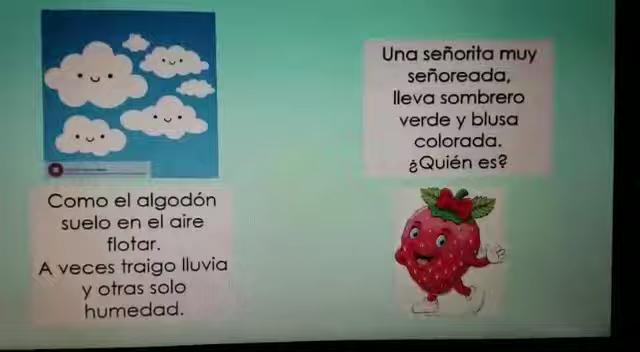 Como el algodón
suelo en el aire
flotar.
A veces traigo lluvia
y otras solo
humedad.
Una señorita muy
señoreada,
lleva sombrero
verde y blusa
colorada.
¿Quién es?